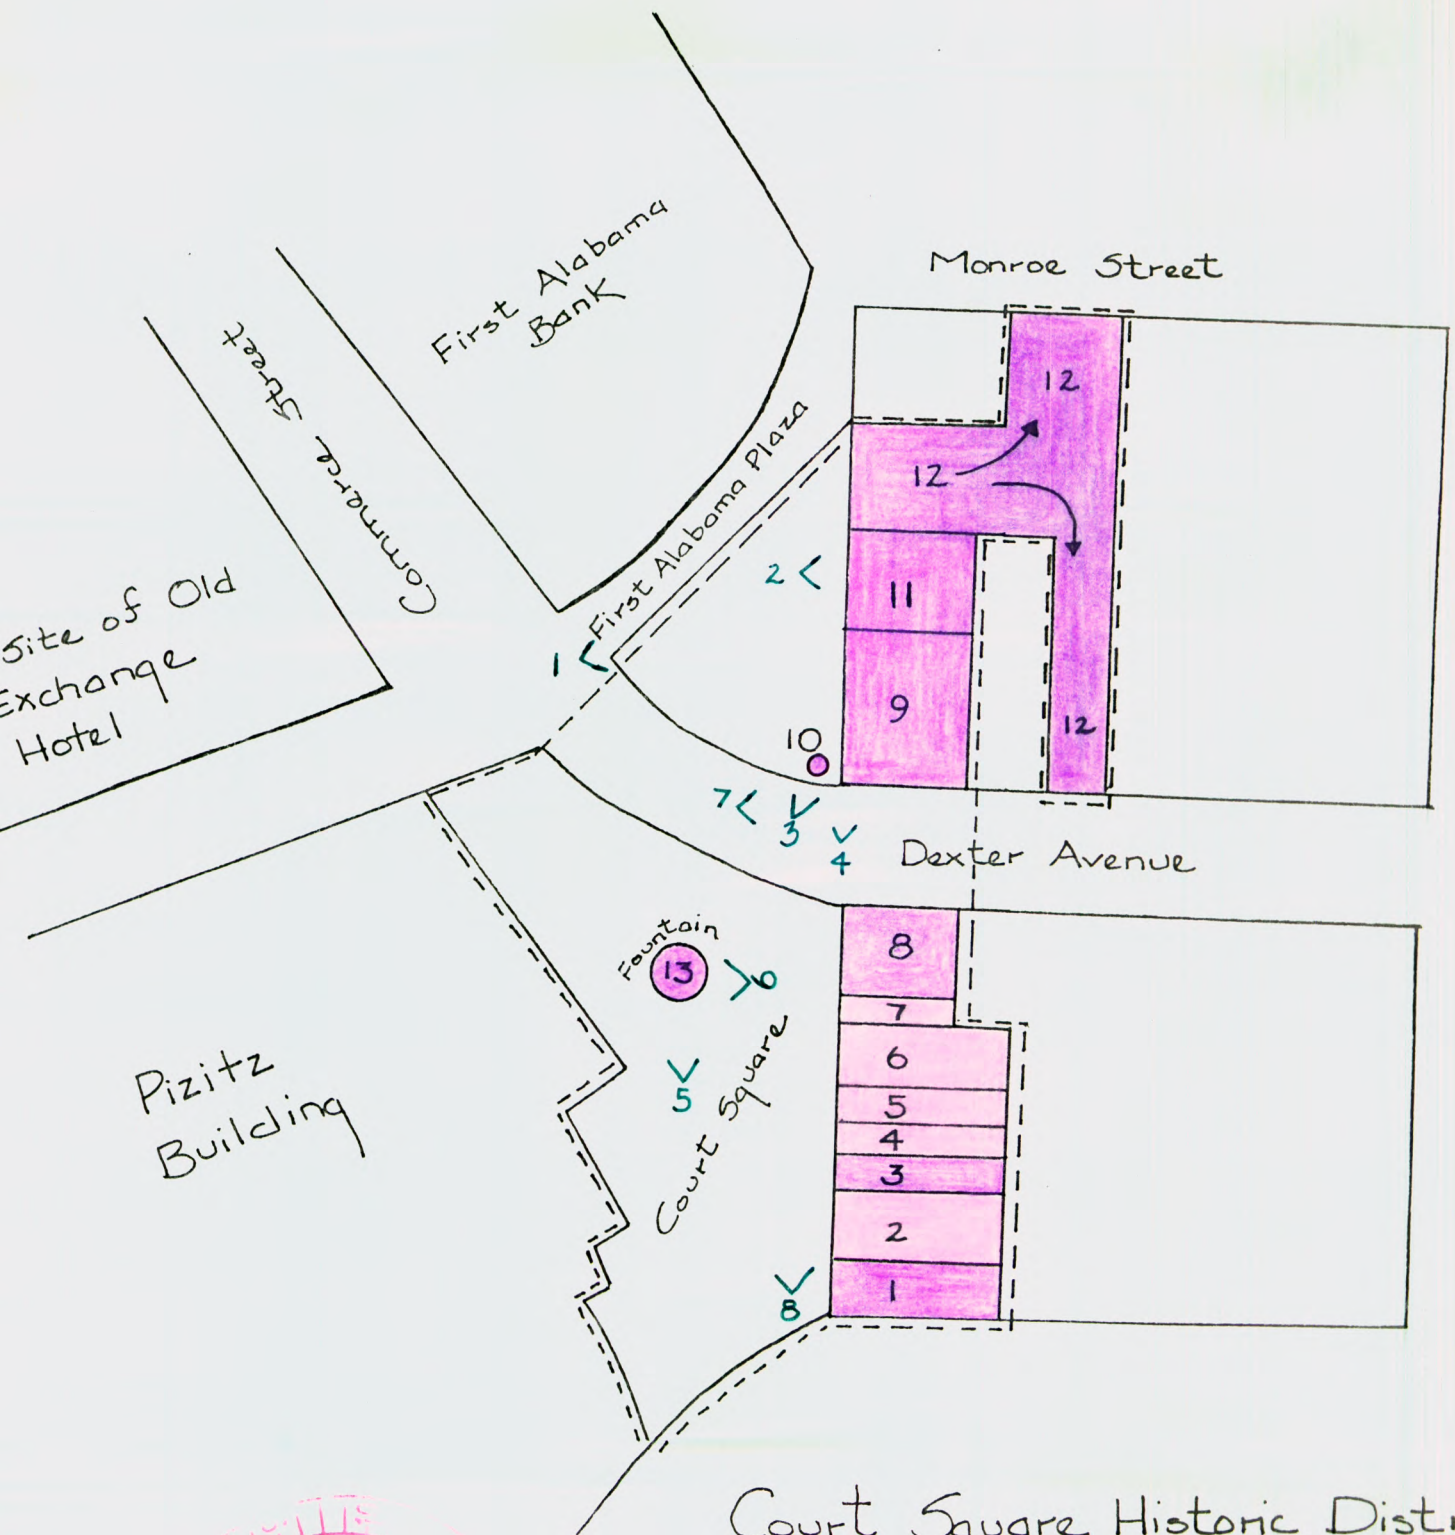 Monroe Street
First Alabama
Bank
Commerce Street
First Alabama Plaza
12
12
2
11
Site of Old
Exchange
Hotel
1
9
12
10
7
3
4
Dexter Avenue
Fountain
13
6
8
7
6
5
5
4
3
2
1
Court Square
8
Pizitz
Building
Court Square Historic Dist